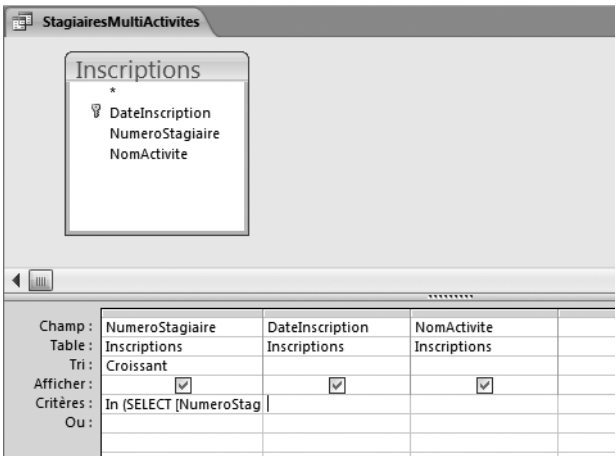 StagiairesMultiActivites
Inscriptions
*
DateInscription
NumeroStagiaire
NomActivite
Champ : NumeroStagiaire DateInscription NomActivite
Table : Inscriptions Inscriptions Inscriptions
Tri : Croissant
Afficher :
Critères : In (SELECT [NumeroStag
Ou :